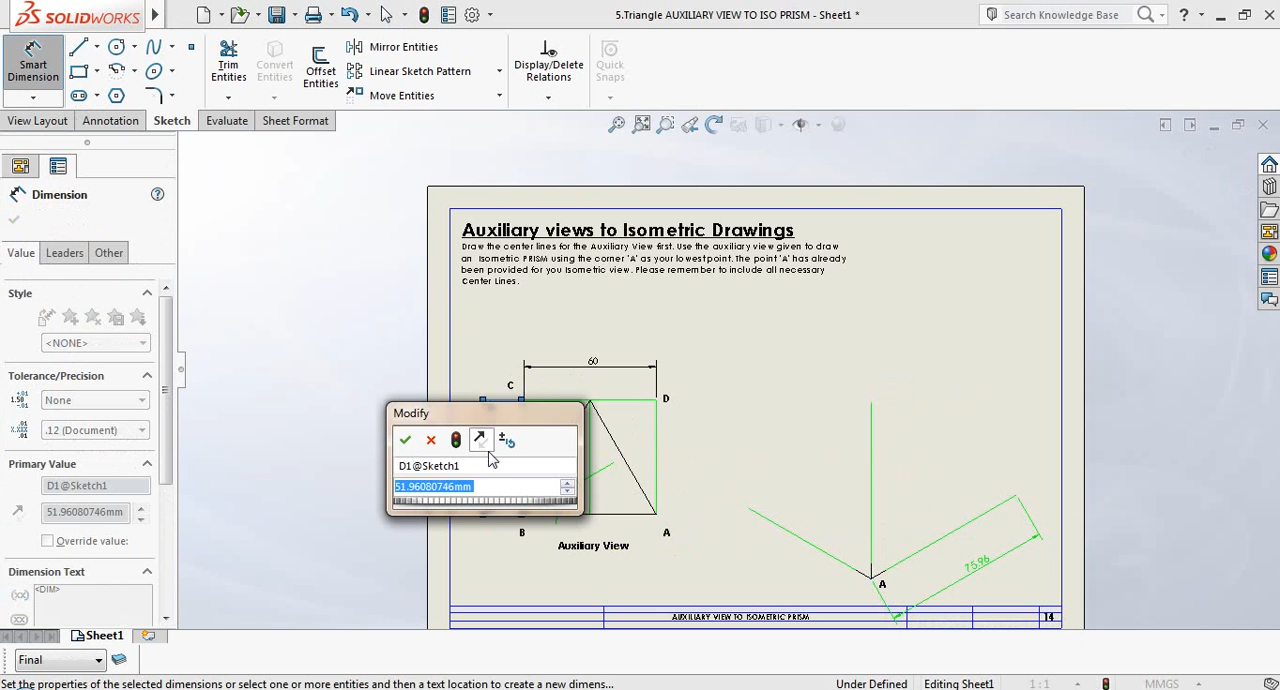 SOLIDWORKS
5.Triangle AUXILIARY VIEW TO ISO PRISM - Sheet1 *
Search Knowledge Base
?
Smart
Dimension
Trim
Entities
Convert
Entities
Offset
Entities
Mirror Entities
Linear Sketch Pattern
Move Entities
Display/Delete
Relations
Quick
Snaps
View Layout
Annotation
Sketch
Evaluate
Sheet Format
Dimension
Value
Leaders
Other
Style
<NONE>
Tolerance/Precision
None
.12 (Document)
Primary Value
D1@Sketch1
51.96080746mm
Override value:
Dimension Text
<DIM>
Auxiliary views to Isometric Drawings
Draw the center lines for the Auxiliary View first. Use the auxiliary view given to draw
an Isometric PRISM using the corner 'A' as your lowest point. The point 'A' has already
been provided for you Isometric view. Please remember to include all necessary
Center Lines.
60
C
D
Modify
D1@Sketch1
51.96080746mm
B
A
Auxiliary View
75.96
A
AUXILIARY VIEW TO ISOMETRIC PRISM
14
Sheet1
Final
Set the properties of the selected dimensions or select one or more entities and then a text location to create a new dimens...
Under Defined
Editing Sheet1
1 : 1
MMGS